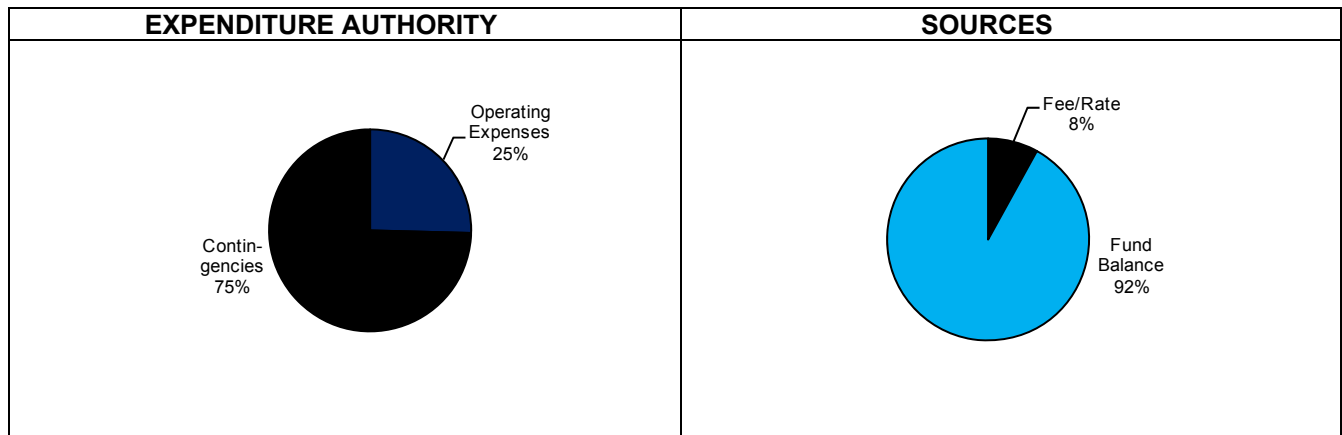 EXPENDITURE AUTHORITY
SOURCES
Operating
Expenses
25%
Contin-
gencies
75%
Fee/Rate
8%
Fund
Balance
92%